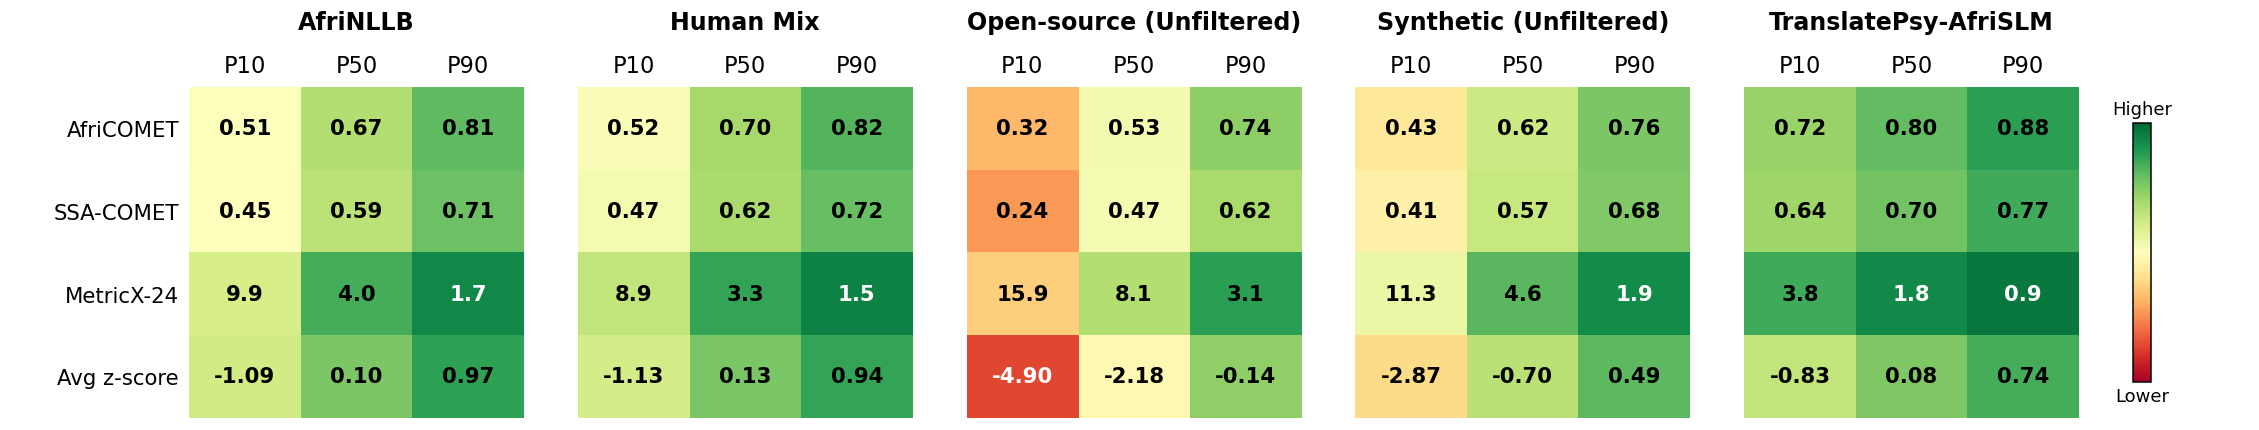 AfriNLLB Human Mix Open-source (Unfiltered) Synthetic (Unfiltered) TranslatePsy-AfriSLM
P10 P50 P90 P10 P50 P90 P10 P50 P90 P10 P50 P90 P10 P50 P90
Higher
AfriCOMET 0.51 0.67 0.81 0.52 0.70 0.82 0.32 0.53 0.74 0.43 0.62 0.76 0.72 0.80 0.88
SSA-COMET 0.45 0.59 0.71 0.47 0.62 0.72 0.24 0.47 0.62 0.41 0.57 0.68 0.64 0.70 0.77
MetricX-24 9.9 4.0 1.7 8.9 3.3 1.5 15.9 8.1 3.1 11.3 4.6 1.9 3.8 1.8 0.9
Avg z-score -1.09 0.10 0.97 -1.13 0.13 0.94 -4.90 -2.18 -0.14 -2.87 -0.70 0.49 -0.83 0.08 0.74
Lower